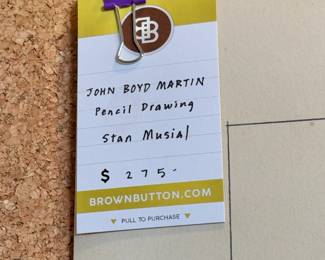 B
JOHN BOYD MARTIN
Pencil Drawing
Stan Musial
$ 275-
BROWNBUTTON.COM
▼ PULL TO PURCHASE ▼